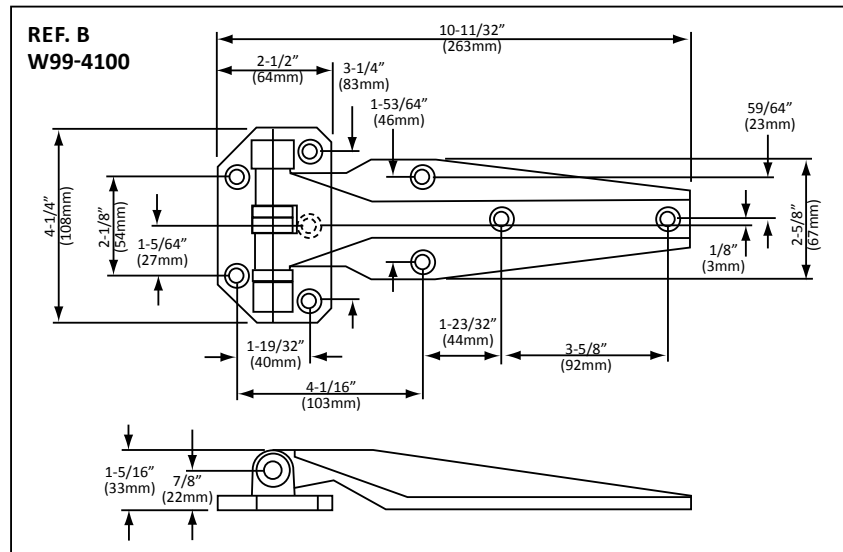 REF. B
W99-4100
10-11/32”
(263mm)
2-1/2”
(64mm)
3-1/4”
(83mm)
1-53/64”
(46mm)
59/64”
(23mm)
4-1/4”
(108mm)
2-1/8”
(54mm)
1-5/64”
(27mm)
2-5/8”
(67mm)
1/8”
(3mm)
1-19/32”
(40mm)
1-23/32”
(44mm)
3-5/8”
(92mm)
4-1/16”
(103mm)
1-5/16”
(33mm)
7/8”
(22mm)